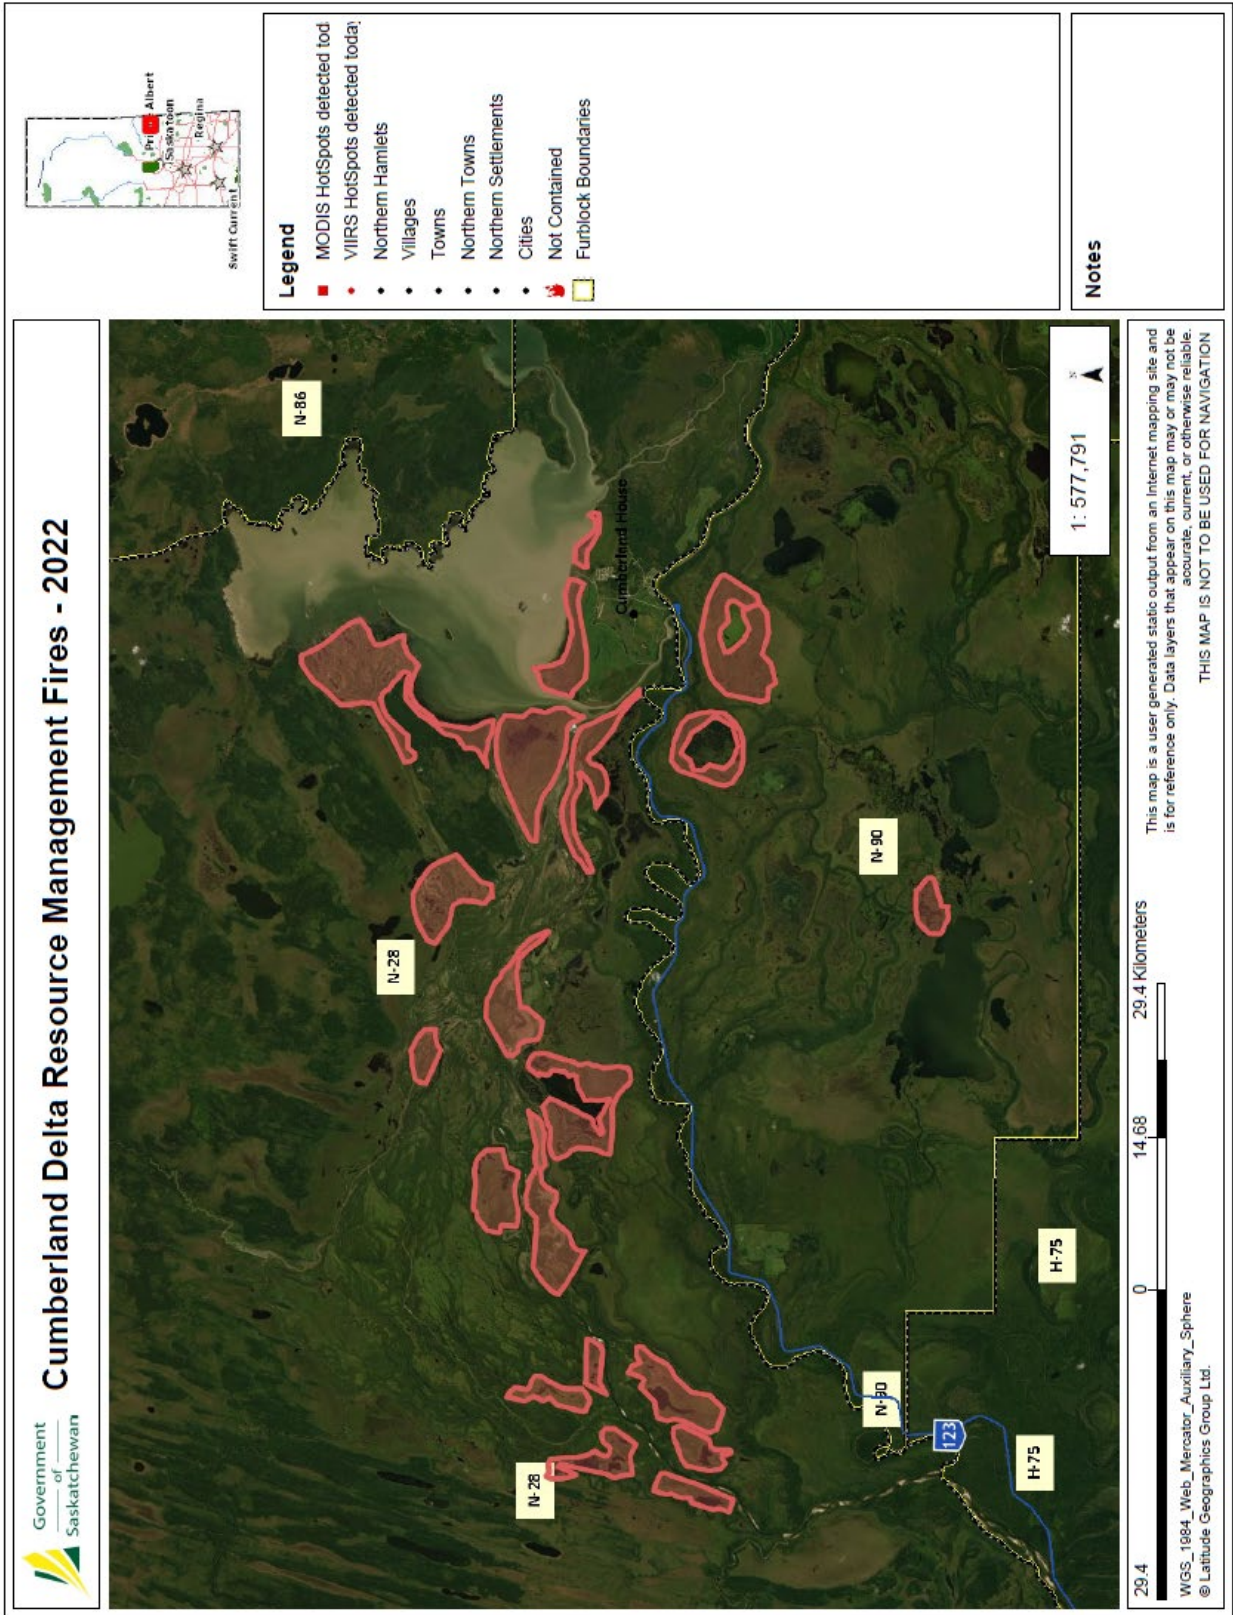 Government
of
Saskatchewan
Cumberland Delta Resource Management Fires - 2022
Albert
Saskatoon
Regina
Swift Current
Legend
MODIS HotSpots detected tod
VIIRS HotSpots detected today
Northern Hamlets
Villages
Towns
Northern Towns
Northern Settlements
Cities
Not Contained
Furblock Boundaries
Notes
N-86
N-28
Cumberland House
N-90
N-28
N-90
123
H-75
H-75
N
1: 577,791
29.4
0
14.68
29.4 Kilometers
WGS_1984_Web_Mercator_Auxiliary_Sphere
© Latitude Geographics Group Ltd.
This map is a user generated static output from an Internet mapping site and
is for reference only. Data layers that appear on this map may or may not be
accurate, current, or otherwise reliable.
THIS MAP IS NOT TO BE USED FOR NAVIGATION